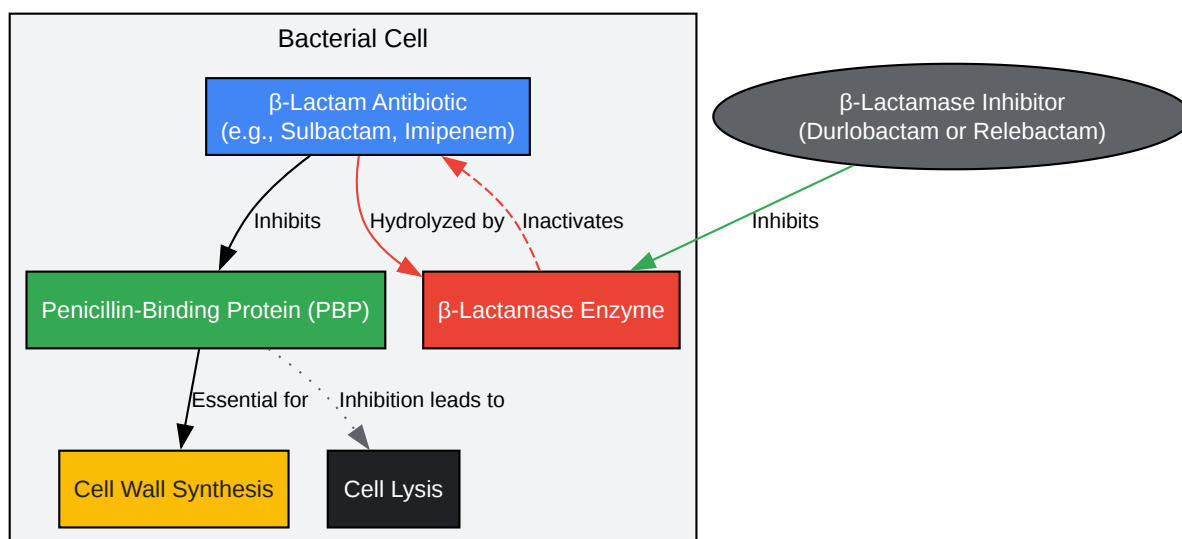 Bacterial Cell
β-Lactam Antibiotic
(e.g., Sulbactam, Imipenem)
β-Lactamase Inhibitor
(Durlobactam or Relebactam)
Inhibits
Hydrolyzed by
Inactivates
Inhibits
Penicillin-Binding Protein (PBP)
β-Lactamase Enzyme
Essential for
Inhibition leads to
Cell Wall Synthesis
Cell Lysis